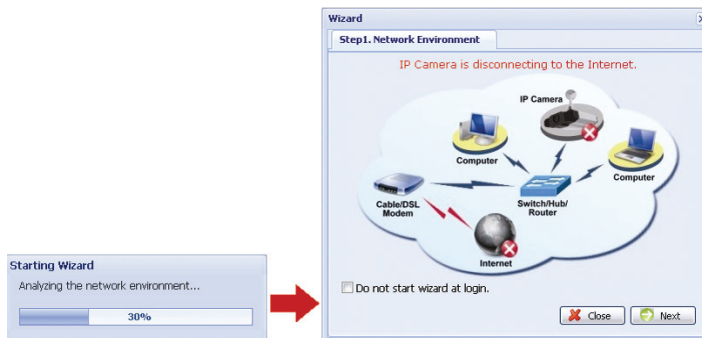 Starting Wizard
Analyzing the network environment...
30%
Wizard
Step1. Network Environment
IP Camera is disconnecting to the Internet.
IP Camera
Computer
Computer
Cable/DSL
Modem
Switch/Hub/
Router
Internet
Do not start wizard at login.
Close
Next